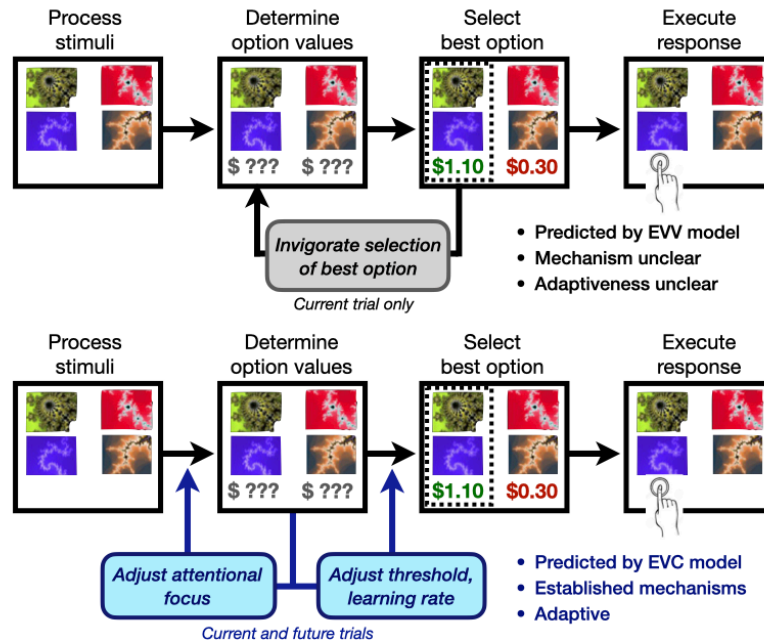 Process stimuli
Determine option values
Select best option
Execute response
$ ??? $ ???
$1.10 $0.30
Invigorate selection
of best option
Current trial only
• Predicted by EVV model
• Mechanism unclear
• Adaptiveness unclear
Process stimuli
Determine option values
Select best option
Execute response
$ ??? $ ???
$1.10 $0.30
Adjust attentional
focus
Adjust threshold,
learning rate
Current and future trials
• Predicted by EVC model
• Established mechanisms
• Adaptive